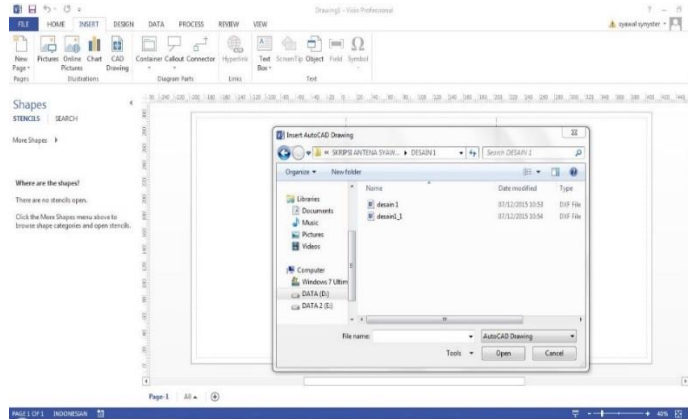 Drawing1 - Visio Professional
FILE HOME INSERT DESIGN DATA PROCESS REVIEW VIEW
syawal synyster
New Page Pictures Online Pictures Chart CAD Drawing Container Callout Connector Hyperlink Text Box ScreenTip Object Field Symbol
Pages Illustrations Diagram Parts Links Text
Shapes
STENCILS SEARCH
More Shapes
Where are the shapes?
There are no stencils open.
Click the More Shapes menu above to
browse shape categories and open stencils.
Insert AutoCAD Drawing
« SKRIPSI ANTENA SYAW... DESAIN 1 Search DESAIN 1
Organize New folder
Name Date modified Type
Libraries
Documents
Music
Pictures
Videos
Computer
Windows 7 Ultim
DATA (D:)
DATA 2 (E:)
desain 1 07/12/2015 10:53 DXF File
desain1_1 07/12/2015 10:54 DXF File
File name: AutoCAD Drawing
Tools Open Cancel
Page-1 All
PAGE 1 OF 1 INDONESIAN 40%